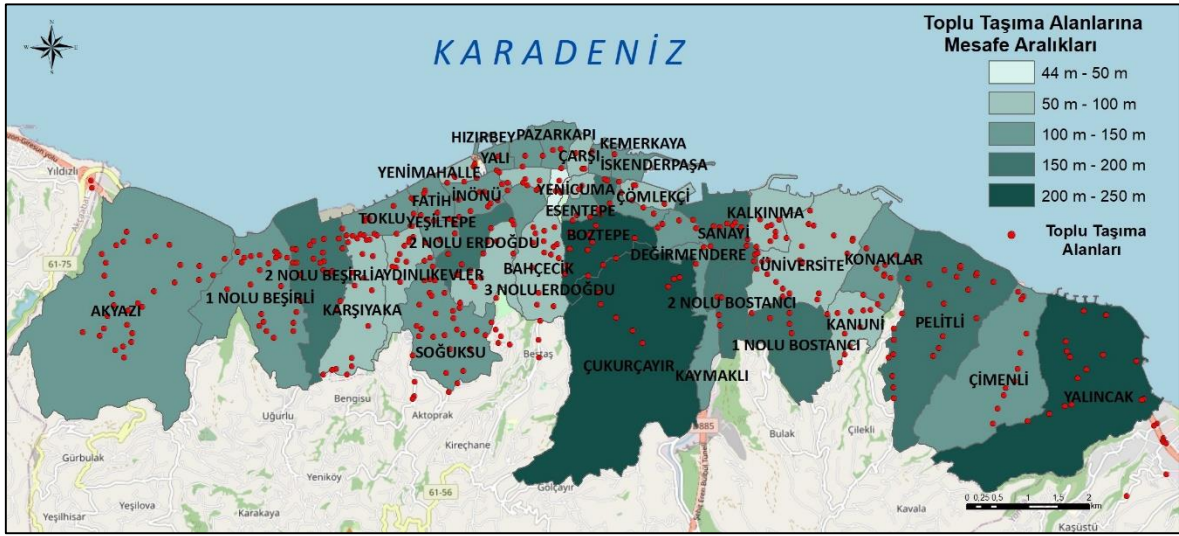 Toplu Taşıma Alanlarına
Mesafe Aralıkları
44 m - 50 m
50 m - 100 m
100 m - 150 m
150 m - 200 m
200 m - 250 m
Toplu Taşıma
Alanları
KARADENİZ
N
W
E
S
Yıldızlı
Akçaabat
61-75
HIZIRBEY
PAZARKAPI
KEMERKAYA
YALI
ÇARŞI
İSKENDERPAŞA
YENİMAHALLE
YENİCUMA
FATİH
İNÖNÜ
ÇÖMLEKÇİ
ESENTEPE
TOKLU
YEŞİLTEPE
KALKINMA
BOZTEPE
SANAYİ
2 NOLU ERDOĞDU
DEĞİRMENDERE
BAHÇECİK
ÜNİVERSİTE
KONAKLAR
2 NOLU BEŞİRLİ
AYDINLIKEVLER
3 NOLU ERDOĞDU
1 NOLU BEŞİRLİ
2 NOLU BOSTANCI
AKYAZI
KARŞIYAKA
KANUNİ
PELİTLİ
1 NOLU BOSTANCI
SOĞUKSU
Beştaş
ÇUKURÇAYIR
KAYMAKLI
ÇİMENLİ
YALINCAK
Bengisu
Aktoprak
Uğurlu
D885
Bulak
Çilekli
Kireçhane
Gürbulak
Yeniköy
61-56
Gölçayır
Yeşilhisar
Yeşilova
Karakaya
Kavala
Kaşüstü
0 0,25 0,5 1 1,5 2
km